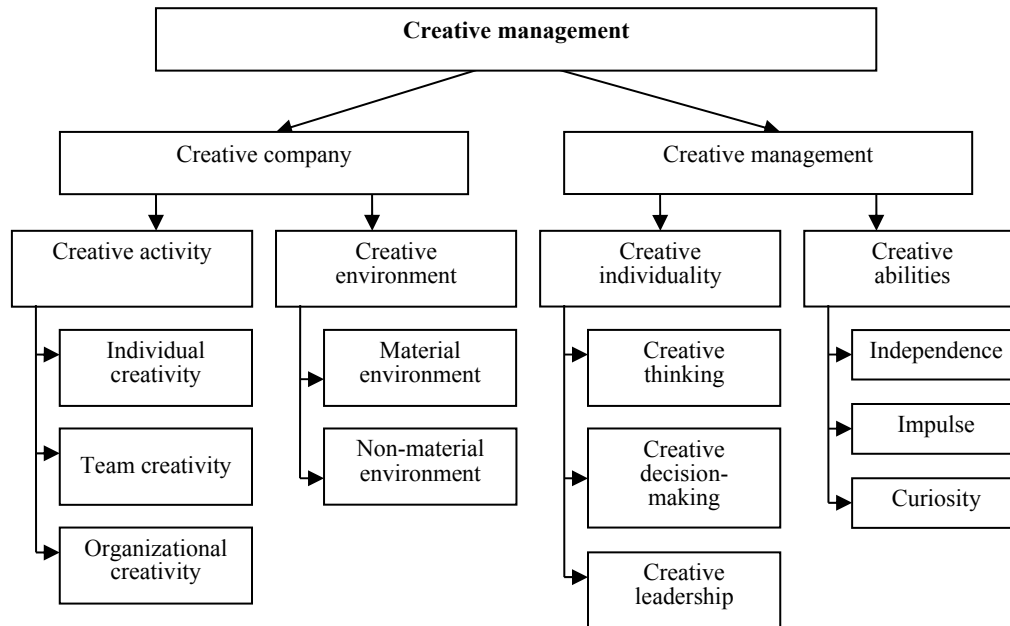 Creative management
Creative company
Creative management
Creative activity
Creative
environment
Creative
individuality
Creative
abilities
Individual
creativity
Material
environment
Creative
thinking
Independence
Team creativity
Non-material
environment
Creative
decision-
making
Impulse
Curiosity
Organizational
creativity
Creative
leadership